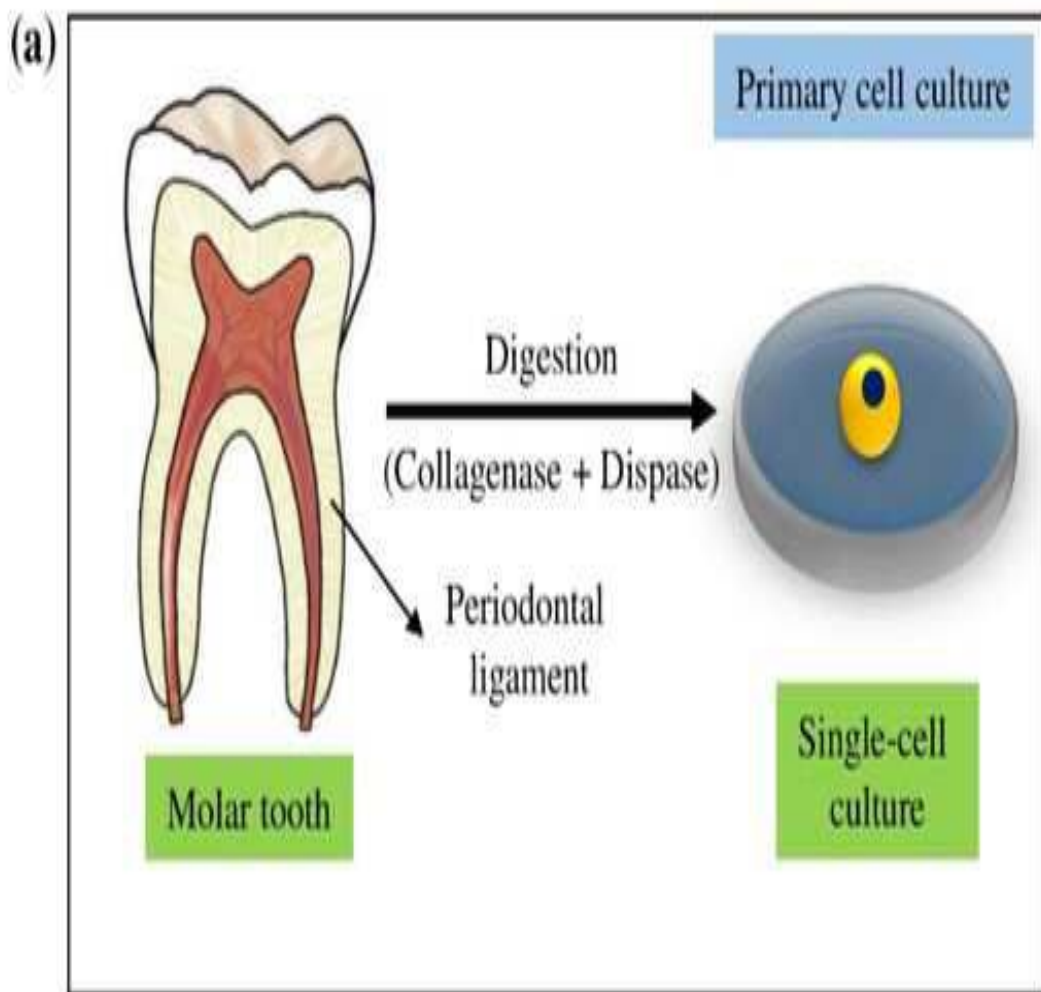 (a)
Primary cell culture
Digestion
(Collagenase + Dispase)
Periodontal
ligament
Molar tooth
Single-cell
culture